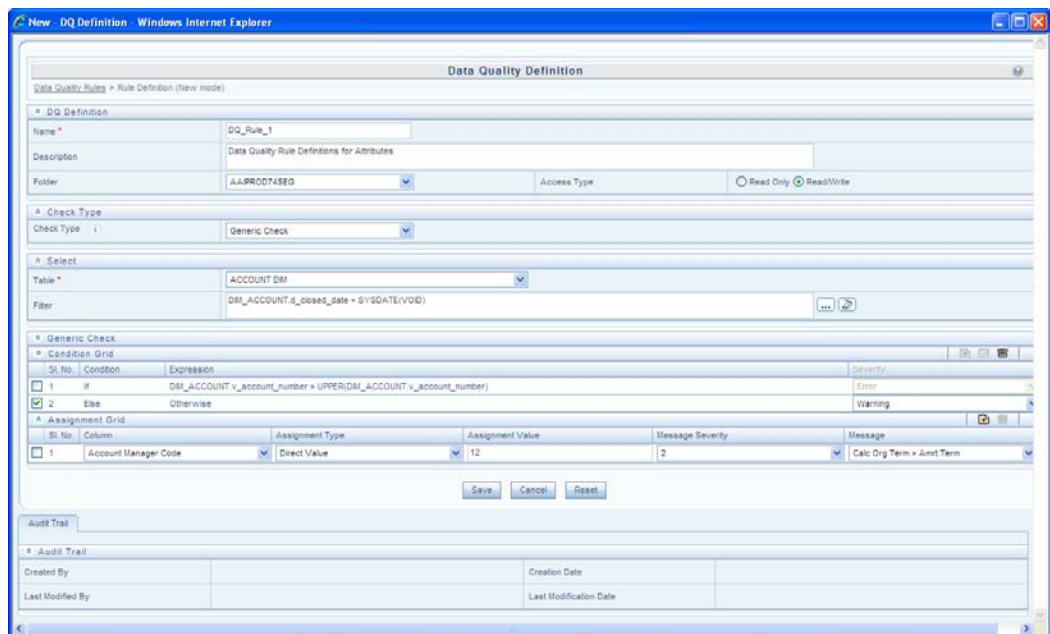 New - DQ Definition - Windows Internet Explorer
Data Quality Definition
Data Quality Rules > Rule Definition (New mode)
DQ Definition
Name * DQ_Rule_1
Description Data Quality Rule Definitions for Attributes
Folder AAIPROD74SEG Access Type Read Only Read/Write
Check Type
Check Type i Generic Check
Select
Table * ACCOUNT DIM
Filter DIM_ACCOUNT.d_closed_date = SYSDATE(VOID) ...
Generic Check
Condition Grid
Sl. No. Condition Expression Severity
1 If DIM_ACCOUNT.v_account_number = UPPER(DIM_ACCOUNT.v_account_number) Error
2 Else Otherwise Warning
Assignment Grid
Sl. No. Column Assignment Type Assignment Value Message Severity Message
1 Account Manager Code Direct Value 12 2 Calc Org Term > Amrt Term
Save Cancel Reset
Audit Trail
Audit Trail
Created By Creation Date
Last Modified By Last Modification Date